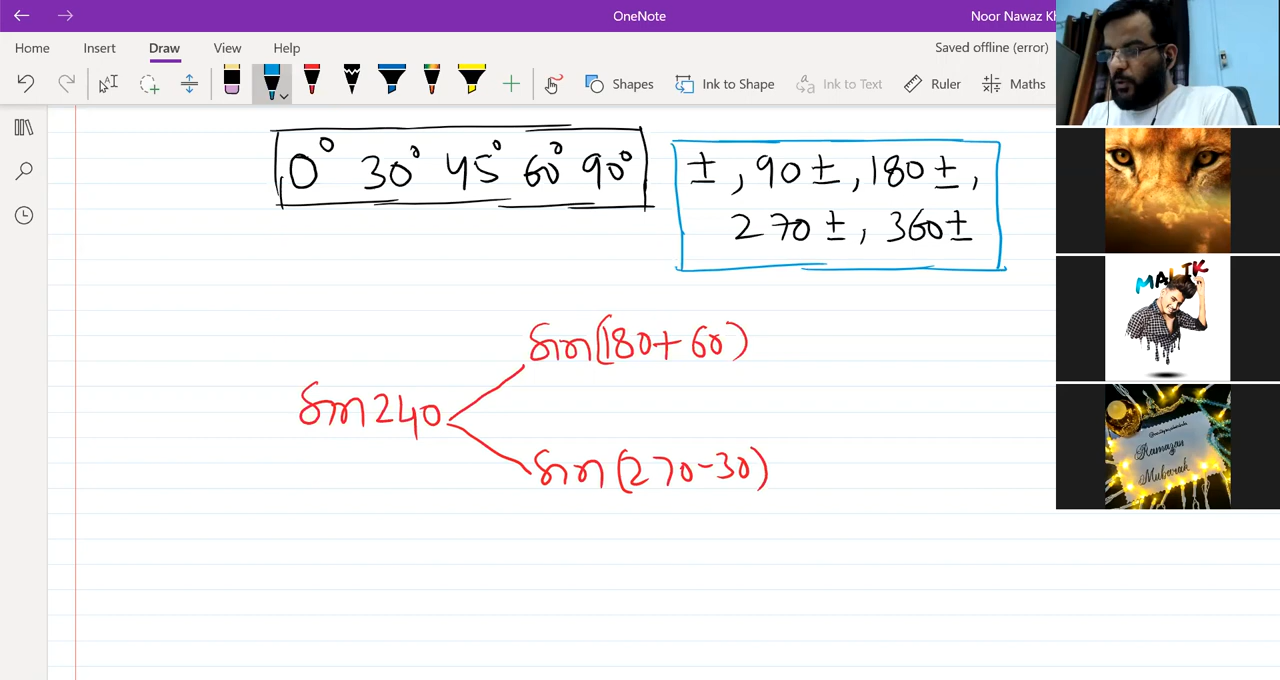 OneNote
Noor Nawaz Kh
Home Insert Draw View Help
Saved offline (error)
Shapes Ink to Shape Ink to Text Ruler Maths
0° 30° 45° 60° 90°
±, 90 ±, 180 ±,
270 ±, 360 ±
sin(180+60)
sin 240
sin(270-30)
MALIK
Ramazan
Mubarak